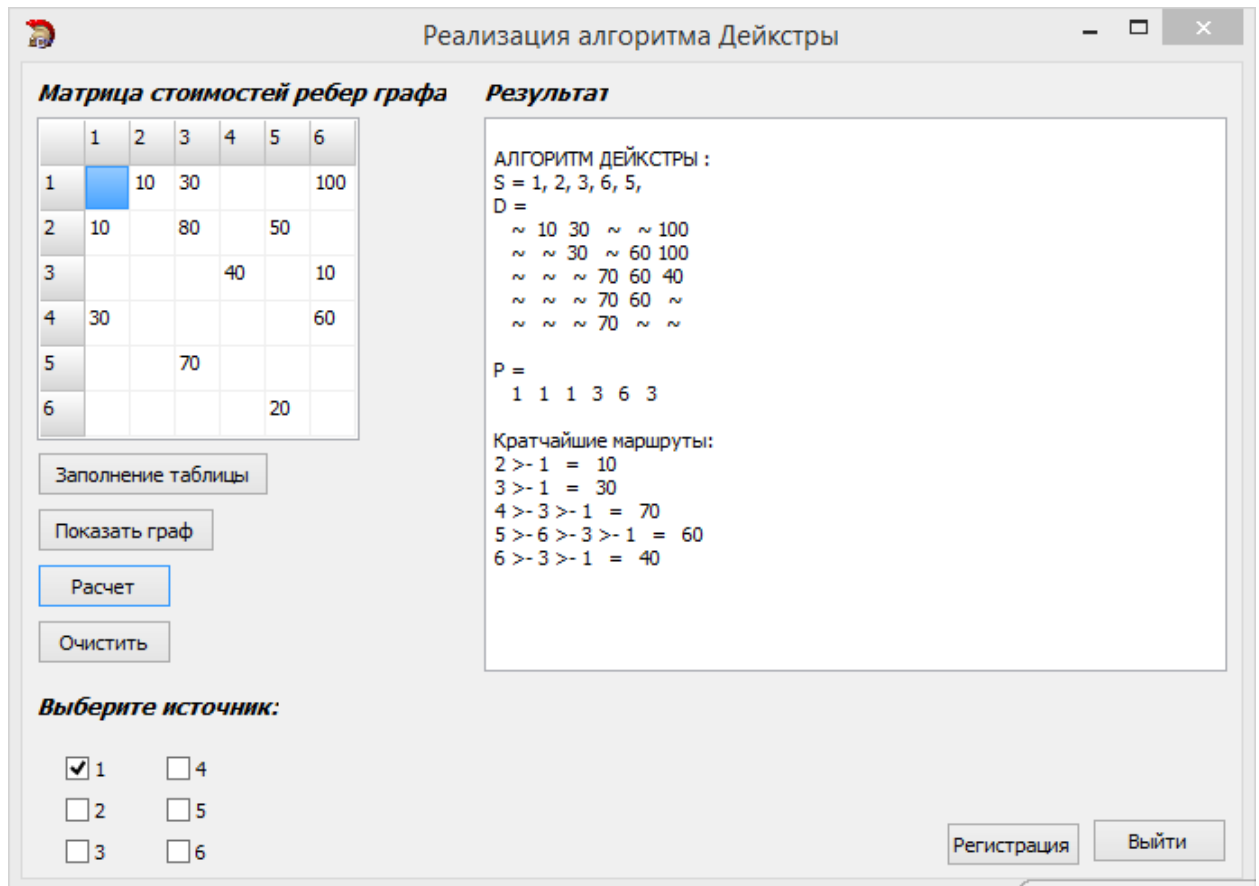 Реализация алгоритма Дейкстры
Матрица стоимостей ребер графа
1 2 3 4 5 6
1 10 30 100
2 10 80 50
3 40 10
4 30 60
5 70
6 20
Заполнение таблицы
Показать граф
Расчет
Очистить
Выберите источник:
1 4
2 5
3 6
Результат
АЛГОРИТМ ДЕЙКСТРЫ :
S = 1, 2, 3, 6, 5,
D =
~ 10 30 ~ ~ 100
~ ~ 30 ~ 60 100
~ ~ ~ 70 60 40
~ ~ ~ 70 60 ~
~ ~ ~ 70 ~ ~
P =
1 1 1 3 6 3
Кратчайшие маршруты:
2 >- 1 = 10
3 >- 1 = 30
4 >- 3 >- 1 = 70
5 >- 6 >- 3 >- 1 = 60
6 >- 3 >- 1 = 40
Регистрация
Выйти